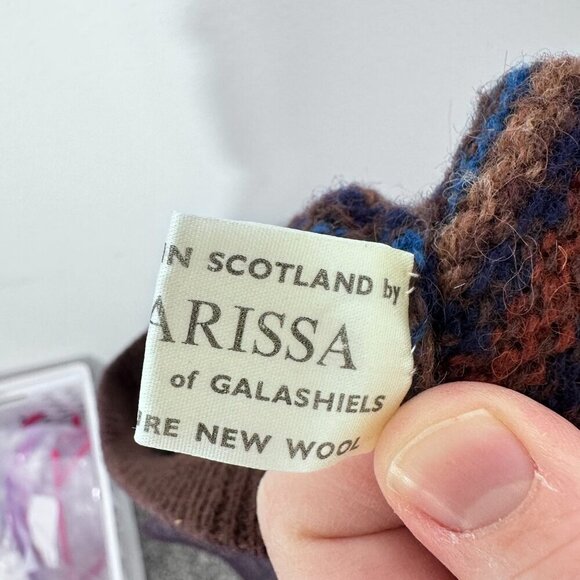 IN SCOTLAND by
ARISSA
of GALASHIELS
RE NEW WOOL